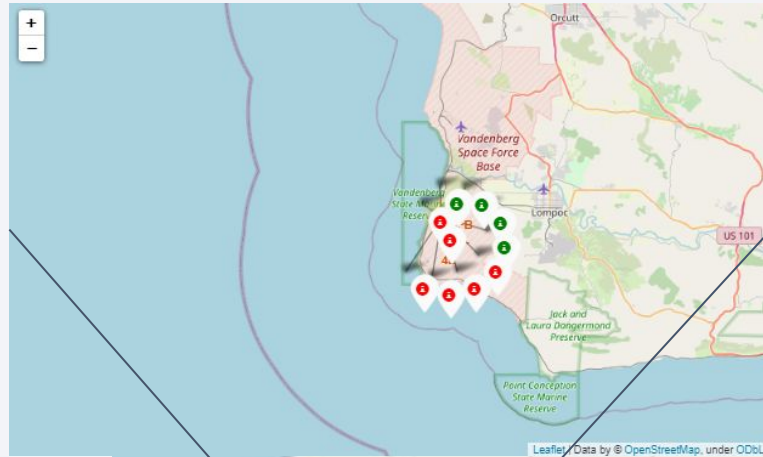 +
−
Orcutt
Vandenberg
Space Force
Base
Vandenberg
State Marine
Reserve
Lompoc
US 101
Jack and
Laura Dangermond
Preserve
Point Conception
State Marine
Reserve
Leaflet | Data by © OpenStreetMap, under ODbL